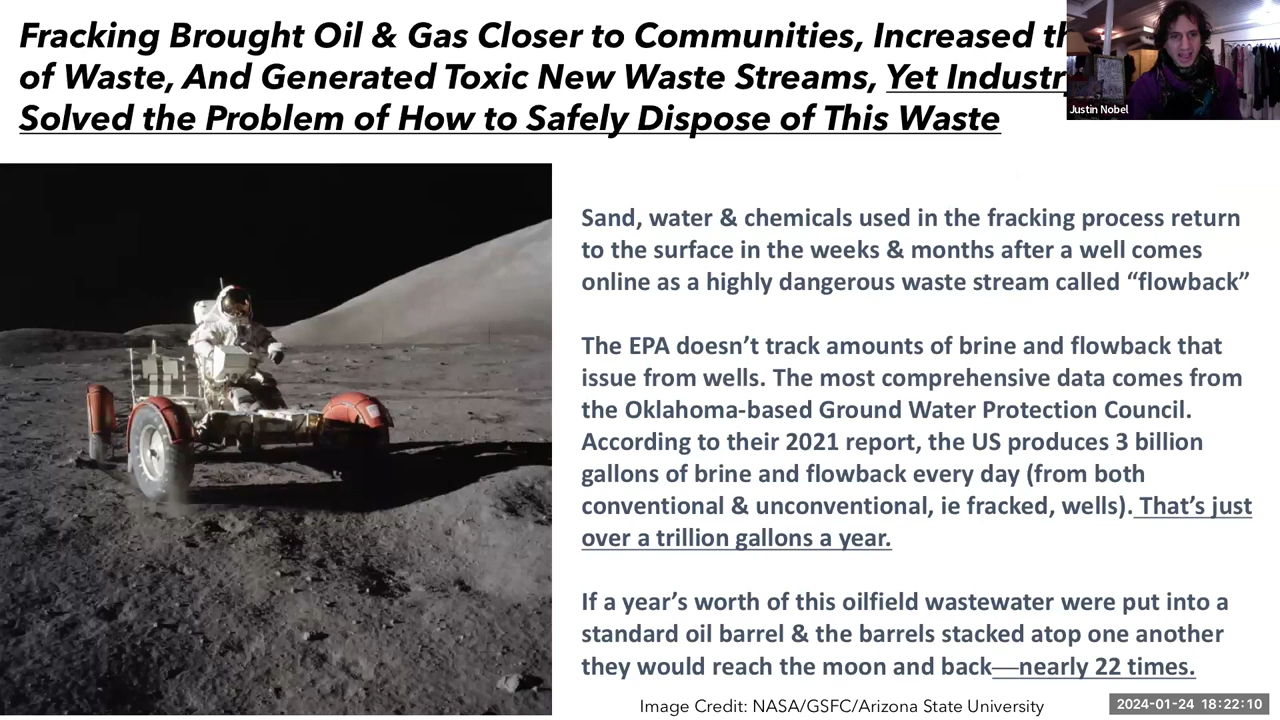 Fracking Brought Oil & Gas Closer to Communities, Increased
of Waste, And Generated Toxic New Waste Streams, Yet
Solved the Problem of How to Safely Dispose of This Waste
Justin Nobel
Sand, water & chemicals used in the fracking process return
to the surface in the weeks & months after a well comes
online as a highly dangerous waste stream called “flowback”
The EPA doesn’t track amounts of brine and flowback that
issue from wells. The most comprehensive data comes from
the Oklahoma-based Ground Water Protection Council.
According to their 2021 report, the US produces 3 billion
gallons of brine and flowback every day (from both
conventional & unconventional, ie fracked, wells). That’s just
over a trillion gallons a year.
If a year’s worth of this oilfield wastewater were put into a
standard oil barrel & the barrels stacked atop one another
they would reach the moon and back—nearly 22 times.
Image Credit: NASA/GSFC/Arizona State University
2024-01-24 18:22:10